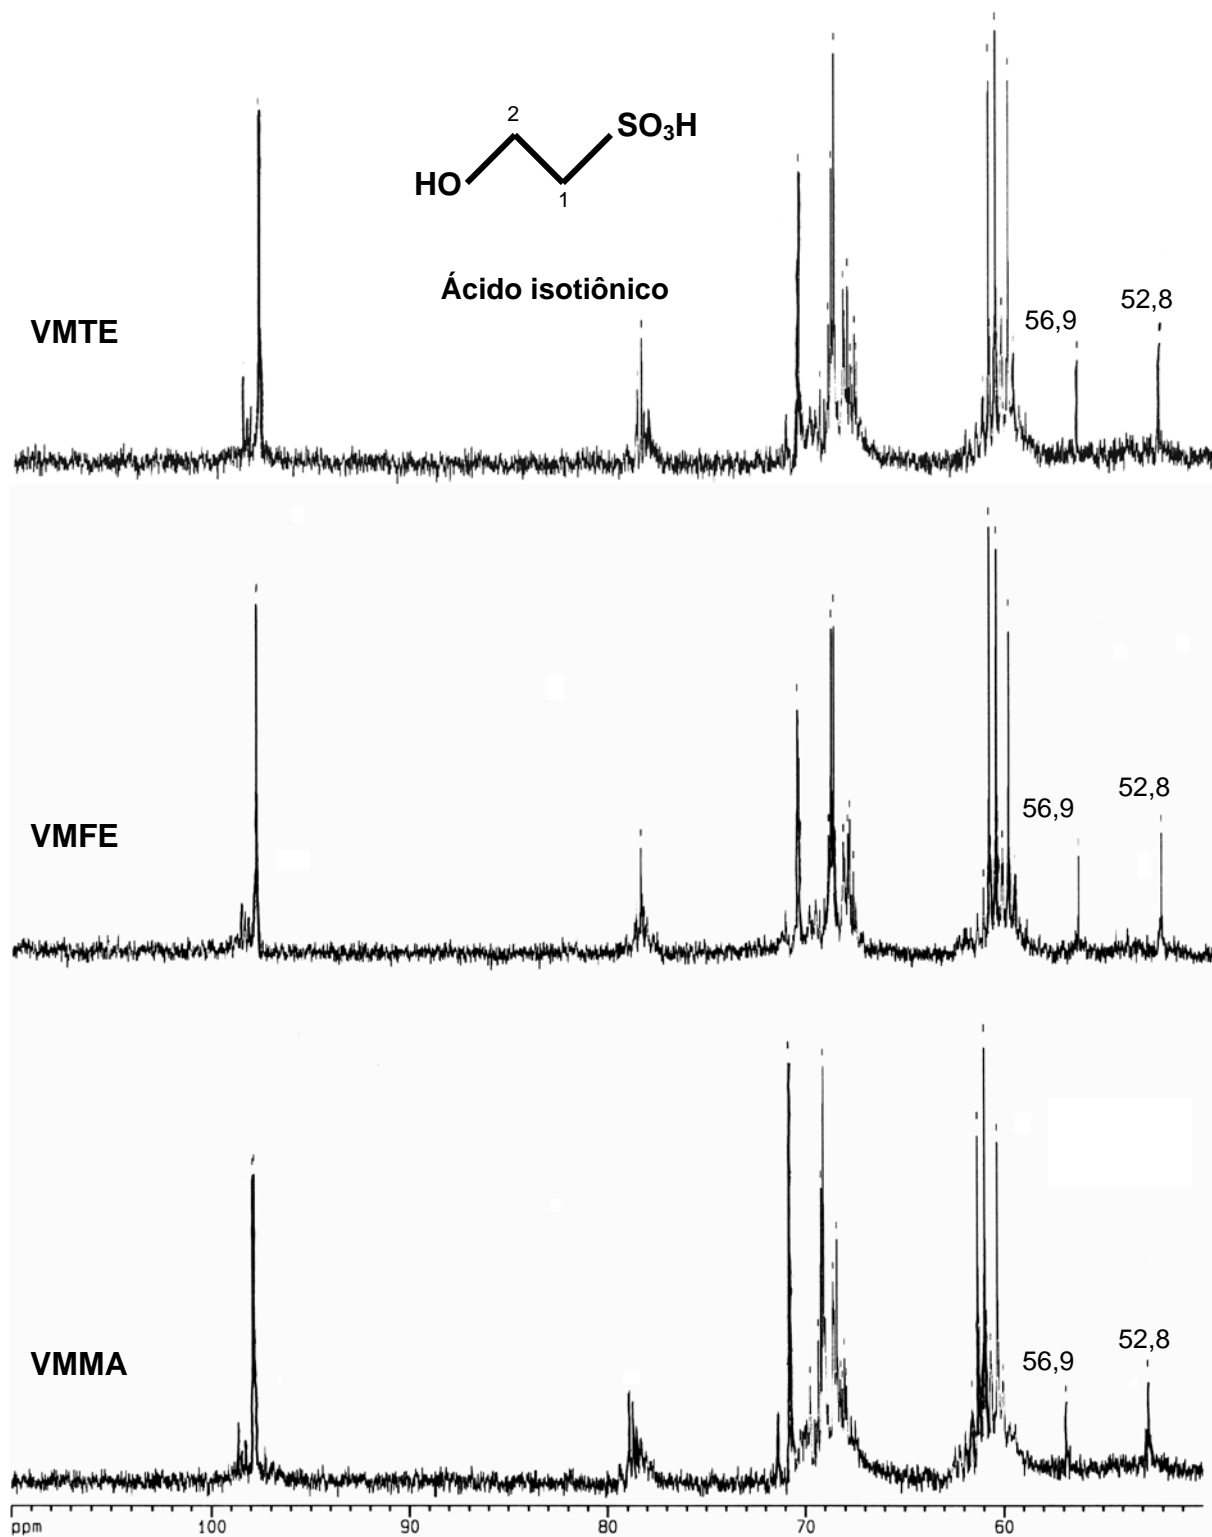 2
SO3H
HO
1
Ácido isotiônico
VMTE
56,9
52,8
VMFE
56,9
52,8
VMMA
56,9
52,8
ppm 100 90 80 70 60